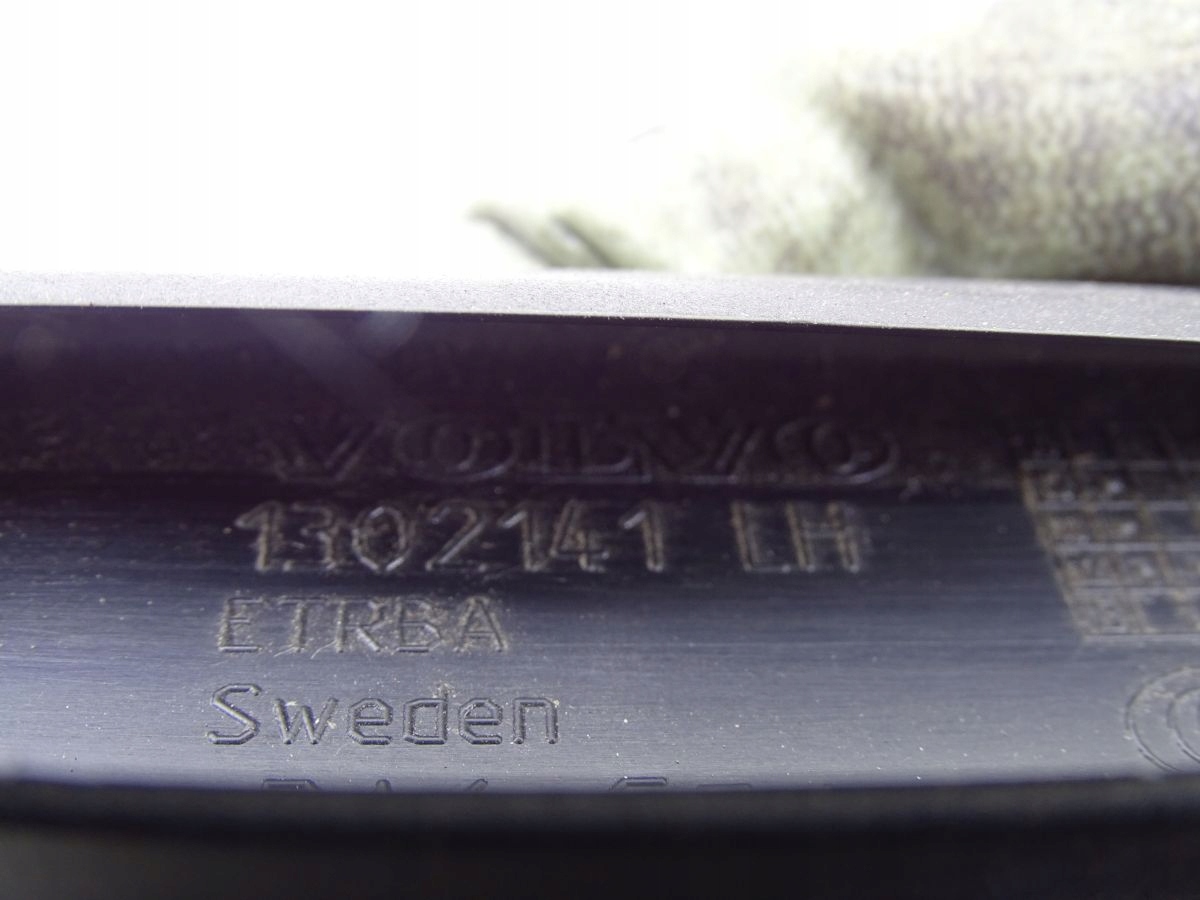 VOLVO
1302141 LH
ETRBA
Sweden